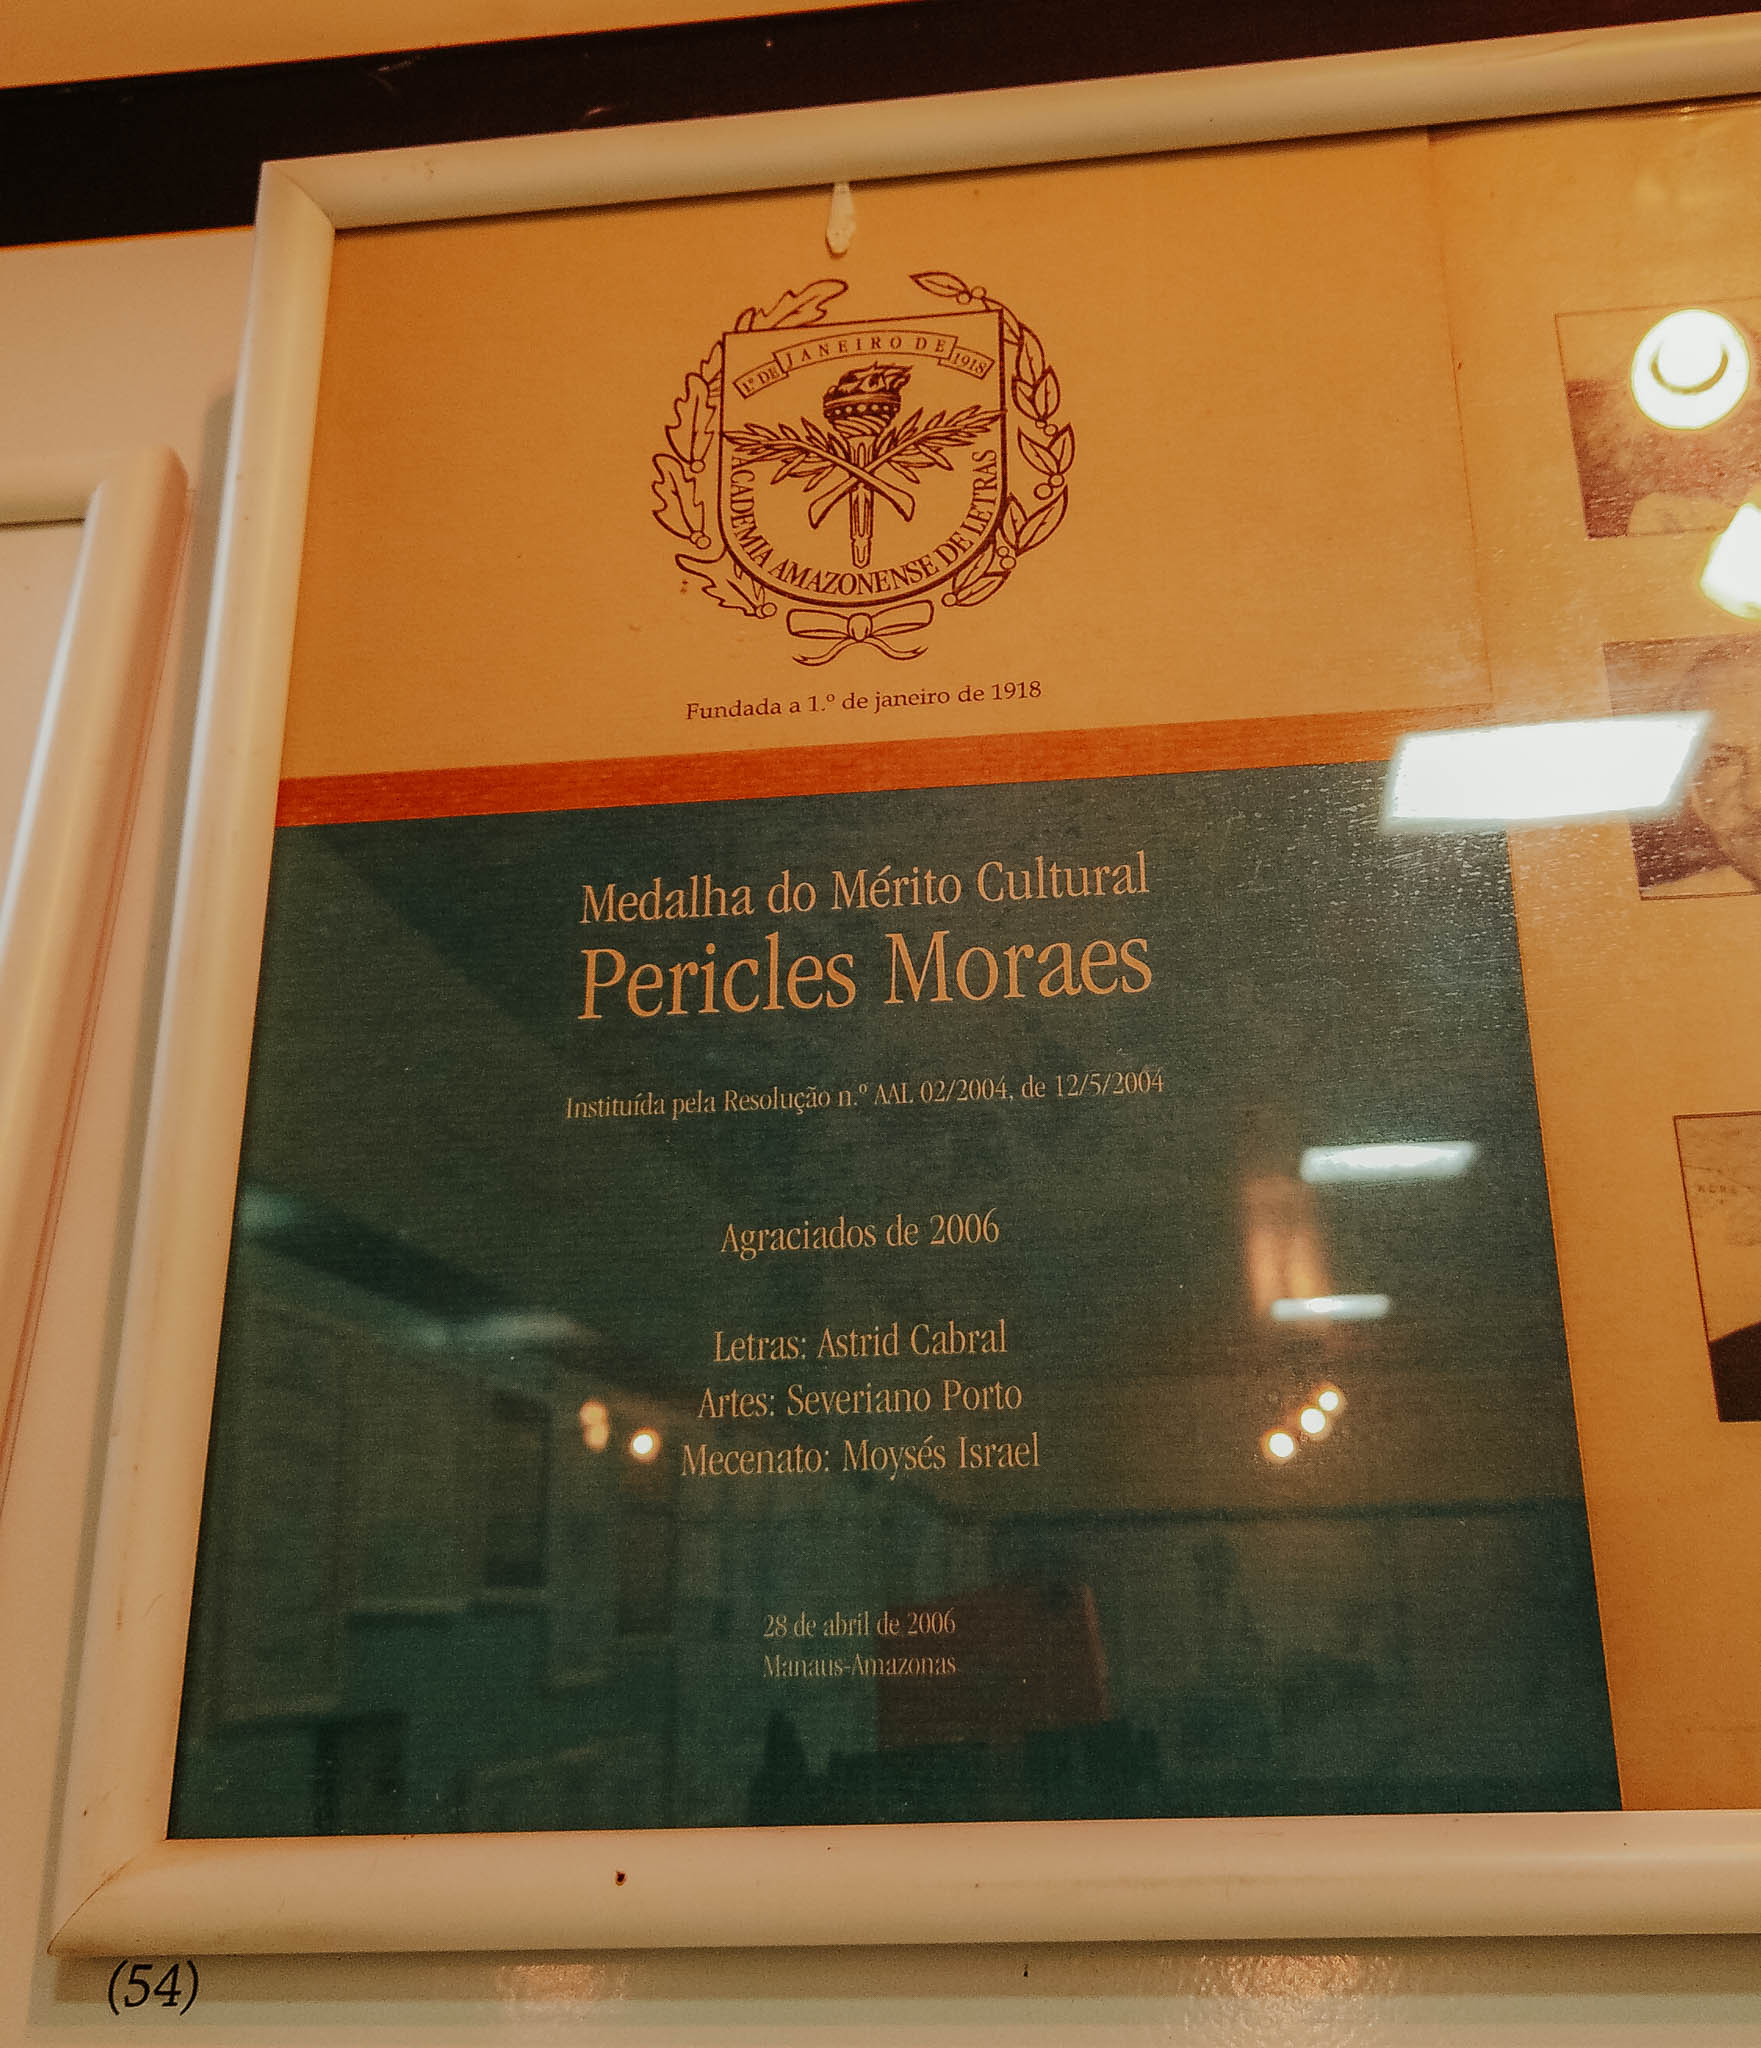 1.º DE JANEIRO DE 1918
ACADEMIA AMAZONENSE DE LETRAS
Fundada a 1.º de janeiro de 1918
Medalha do Mérito Cultural
Pericles Moraes
Instituída pela Resolução n.º AAL 02/2004, de 12/5/2004
Agraciados de 2006
Letras: Astrid Cabral
Artes: Severiano Porto
Mecenato: Moysés Israel
28 de abril de 2006
Manaus-Amazonas
(54)